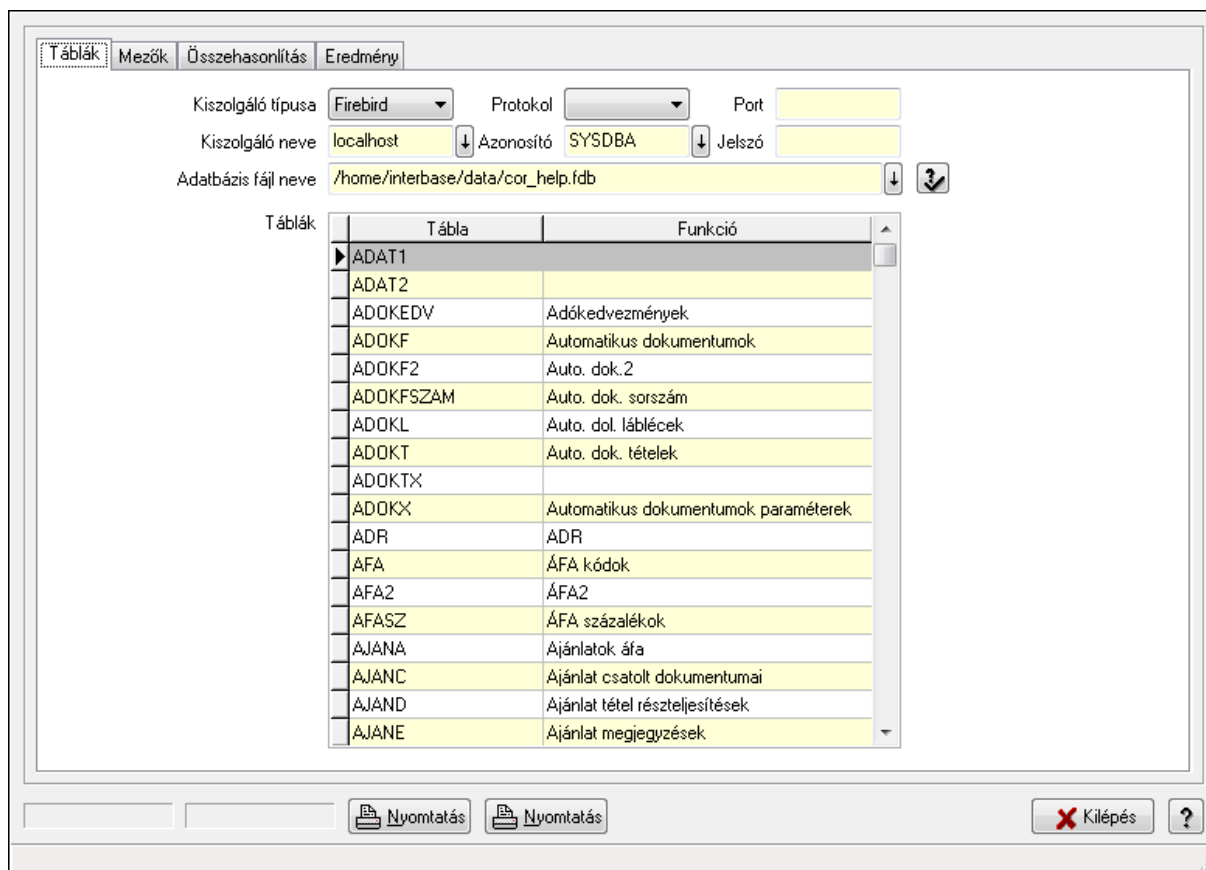 Táblák Mezők Összehasonlítás Eredmény
Kiszolgáló típusa Firebird Protokol Port
Kiszolgáló neve localhost Azonosító SYSDBA Jelszó
Adatbázis fájl neve /home/interbase/data/cor_help.fdb
Táblák Tábla Funkció
ADAT1
ADAT2
ADOKEDV Adókedvezmények
ADOKF Automatikus dokumentumok
ADOKF2 Auto. dok.2
ADOKFSZAM Auto. dok. sorszám
ADOKL Auto. dol. láblécek
ADOKT Auto. dok. tételek
ADOKTX
ADOKX Automatikus dokumentumok paraméterek
ADR ADR
AFA ÁFA kódok
AFA2 ÁFA2
AFASZ ÁFA százalékok
AJANA Ajánlatok áfa
AJANC Ajánlat csatolt dokumentumai
AJAND Ajánlat tétel részteljesítések
AJANE Ajánlat megjegyzések
Nyomtatás Nyomtatás Kilépés ?